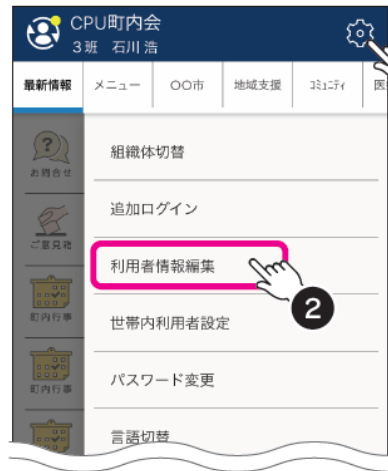 CPU町内会
3班 石川 浩
最新情報
メニュー
〇〇市
地域支援
ｺﾐｭﾆﾃｨ
医
お問合せ
ご意見箱
町内行事
町内行事
組織体切替
追加ログイン
利用者情報編集
2
世帯内利用者設定
パスワード変更
言語切替